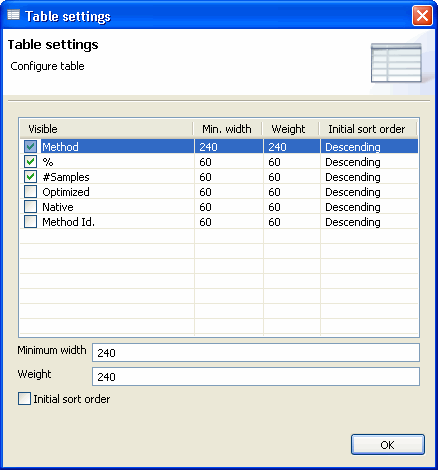 Table settings
Table settings
Configure table
Visible Min. width Weight Initial sort order
Method 240 240 Descending
% 60 60 Descending
#Samples 60 60 Descending
Optimized 60 60 Descending
Native 60 60 Descending
Method Id. 60 60 Descending
Minimum width 240
Weight 240
Initial sort order
OK